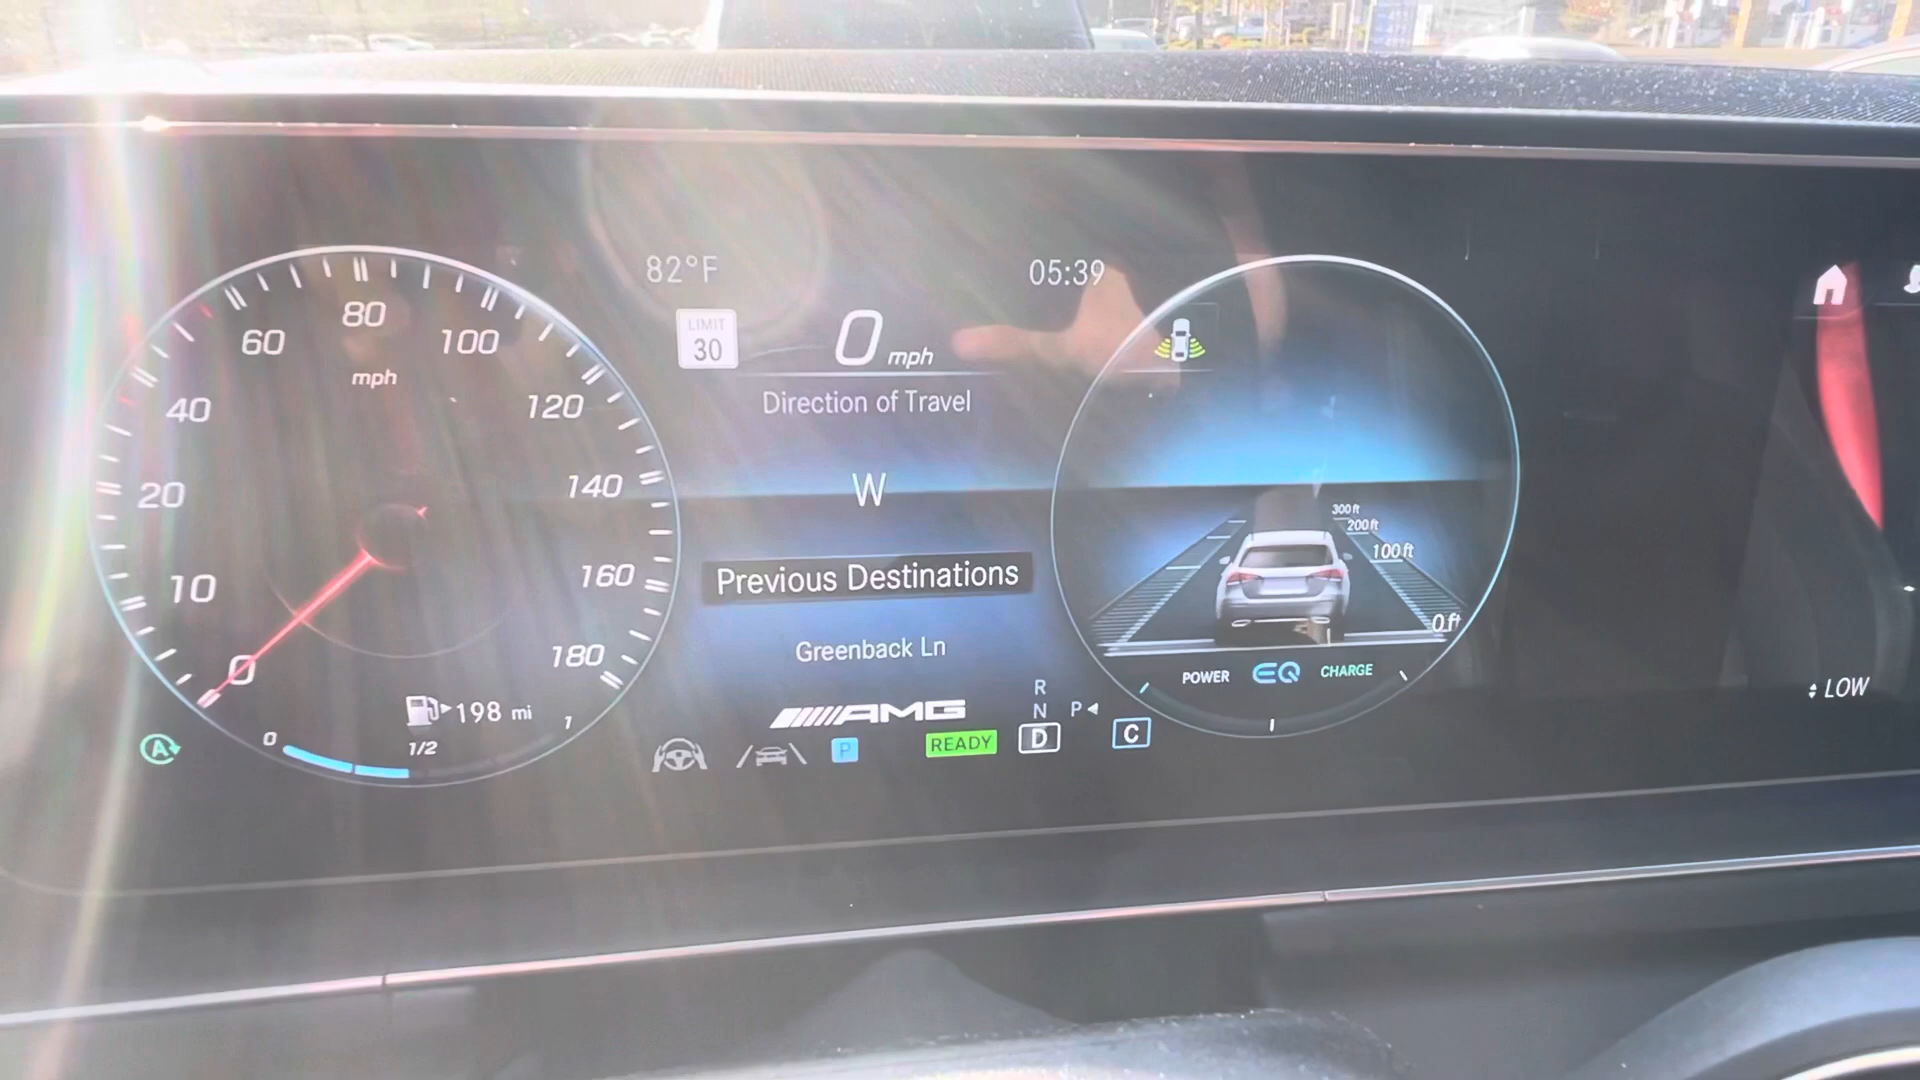 82°F
05:39
LIMIT
30
0 mph
Direction of Travel
W
Previous Destinations
Greenback Ln
AMG
READY
R
N
D
P
C
P
0
10
20
40
60
80
100
120
140
160
180
mph
198 mi
0
1/2
1
A
300 ft
200 ft
100 ft
0 ft
POWER
EQ
CHARGE
LOW